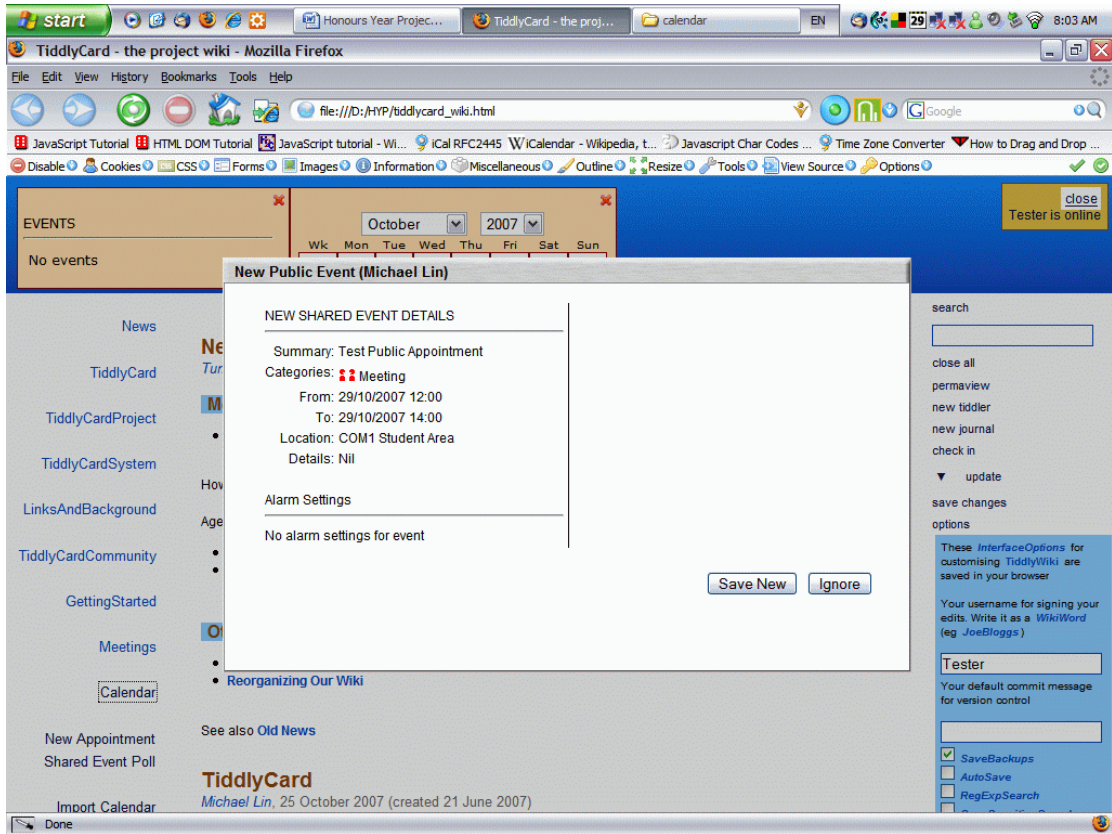 start
Honours Year Projec...
TiddlyCard - the proj...
calendar
EN
29
8:03 AM
TiddlyCard - the project wiki - Mozilla Firefox
File Edit View History Bookmarks Tools Help
file:///D:/HYP/tiddlycard_wiki.html
Google
JavaScript Tutorial HTML DOM Tutorial JavaScript tutorial - Wi... iCal RFC2445 iCalendar - Wikipedia, t... Javascript Char Codes ... Time Zone Converter How to Drag and Drop ...
Disable Cookies CSS Forms Images Information Miscellaneous Outline Resize Tools View Source Options
EVENTS
No events
October 2007
Wk Mon Tue Wed Thu Fri Sat Sun
close
Tester is online
News
TiddlyCard
TiddlyCardProject
TiddlyCardSystem
LinksAndBackground
TiddlyCardCommunity
GettingStarted
Meetings
Calendar
New Appointment
Shared Event Poll
Import Calendar
New Public Event (Michael Lin)
NEW SHARED EVENT DETAILS
Summary: Test Public Appointment
Categories: Meeting
From: 29/10/2007 12:00
To: 29/10/2007 14:00
Location: COM1 Student Area
Details: Nil
Alarm Settings
No alarm settings for event
Save New Ignore
Reorganizing Our Wiki
See also Old News
TiddlyCard
Michael Lin, 25 October 2007 (created 21 June 2007)
search
close all
permaview
new tiddler
new journal
check in
▼ update
save changes
options
These InterfaceOptions for
customising TiddlyWiki are
saved in your browser
Your username for signing your
edits. Write it as a WikiWord
(eg JoeBloggs)
Tester
Your default commit message
for version control
SaveBackups
AutoSave
RegExpSearch
Done